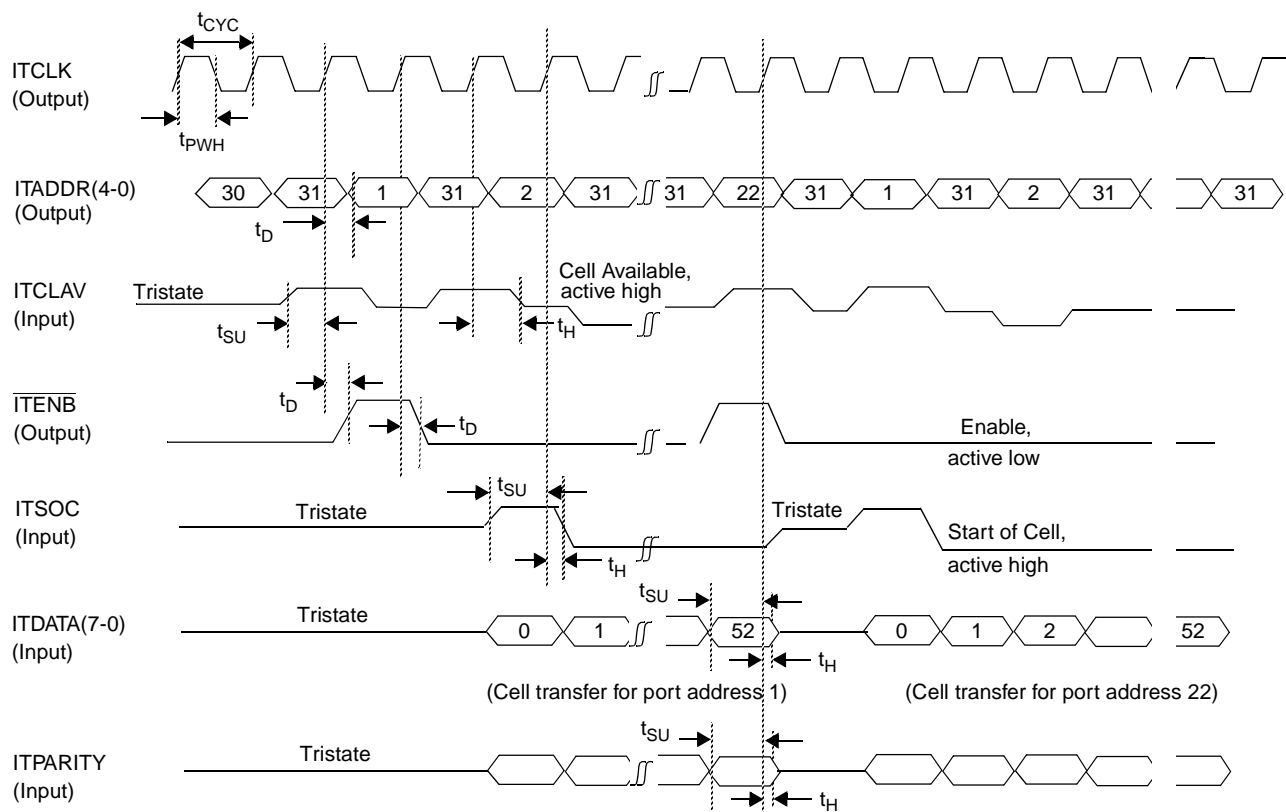 tCYC
ITCLK
(Output)
tPWH
ITADDR(4-0)
(Output)
30 31 1 31 2 31 31 22 31 1 31 2 31 31
tD
ITCLAV
(Input)
Tristate
Cell Available,
active high
tSU
tH
ITENB
(Output)
tD
tD
Enable,
active low
ITSOC
(Input)
Tristate
tSU
tH
Tristate
Start of Cell,
active high
ITDATA(7-0)
(Input)
Tristate
tSU
0 1 52 0 1 2 52
tH
(Cell transfer for port address 1)
(Cell transfer for port address 22)
ITPARITY
(Input)
Tristate
tSU
tH